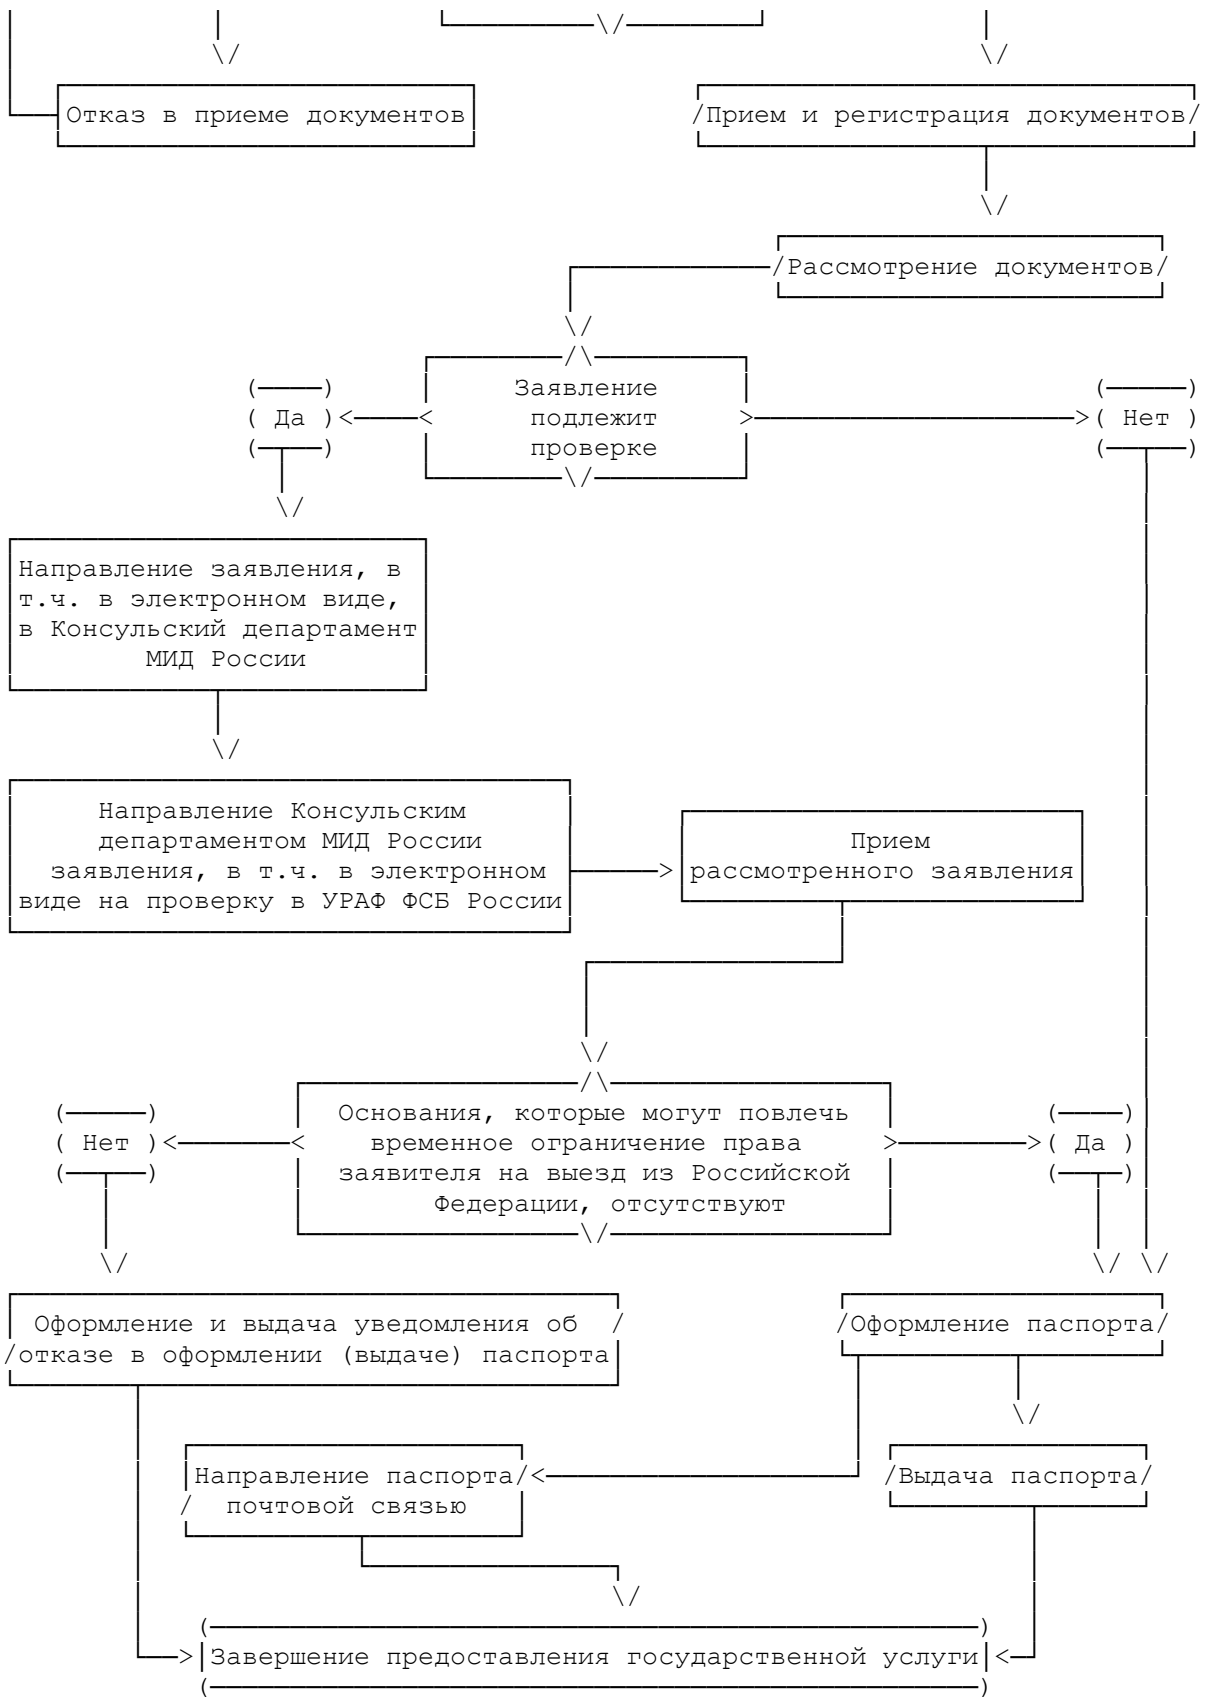 Отказ в приеме документов
/Прием и регистрация документов/
/Рассмотрение документов/
Заявление
подлежит
проверке
( Да )
( Нет )
Направление заявления, в
т.ч. в электронном виде,
в Консульский департамент
МИД России
Направление Консульским
департаментом МИД России
заявления, в т.ч. в электронном
виде на проверку в УРАФ ФСБ России
Прием
рассмотренного заявления
Основания, которые могут повлечь
временное ограничение права
заявителя на выезд из Российской
Федерации, отсутствуют
( Нет )
( Да )
Оформление и выдача уведомления об /
/отказе в оформлении (выдаче) паспорта
/Оформление паспорта/
Направление паспорта/
/ почтовой связью
/Выдача паспорта/
Завершение предоставления государственной услуги